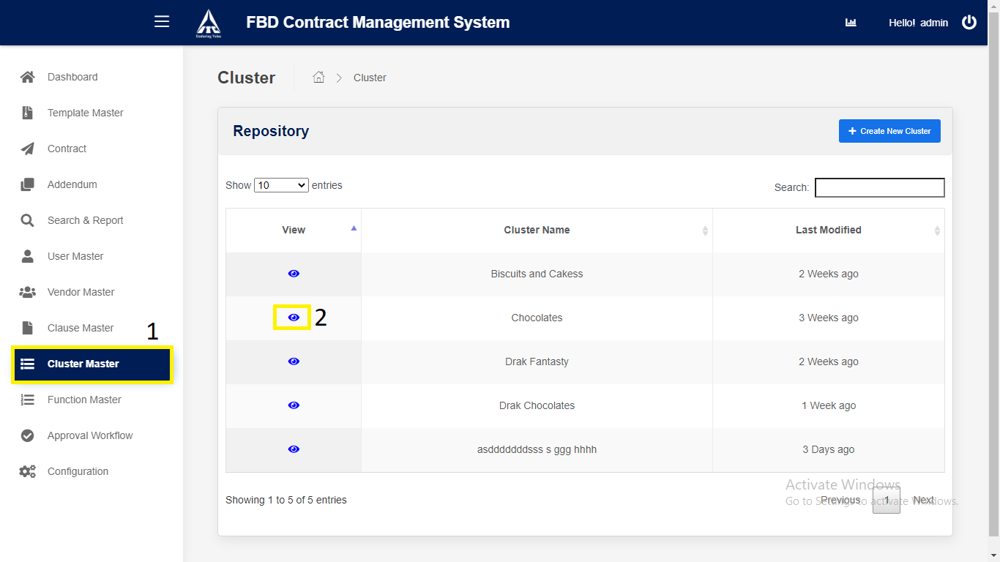 FBD Contract Management System
Hello! admin
Enduring Value
Dashboard
Template Master
Contract
Addendum
Search & Report
User Master
Vendor Master
Clause Master
1
Cluster Master
Function Master
Approval Workflow
Configuration
Cluster
Cluster
Repository
+ Create New Cluster
Show 10 entries
Search:
View Cluster Name Last Modified
Biscuits and Cakess 2 Weeks ago
2 Chocolates 3 Weeks ago
Drak Fantasty 2 Weeks ago
Drak Chocolates 1 Week ago
asdddddddsss s ggg hhhh 3 Days ago
Showing 1 to 5 of 5 entries
Previous 1 Next
Activate Windows
Go to Settings to activate Windows.